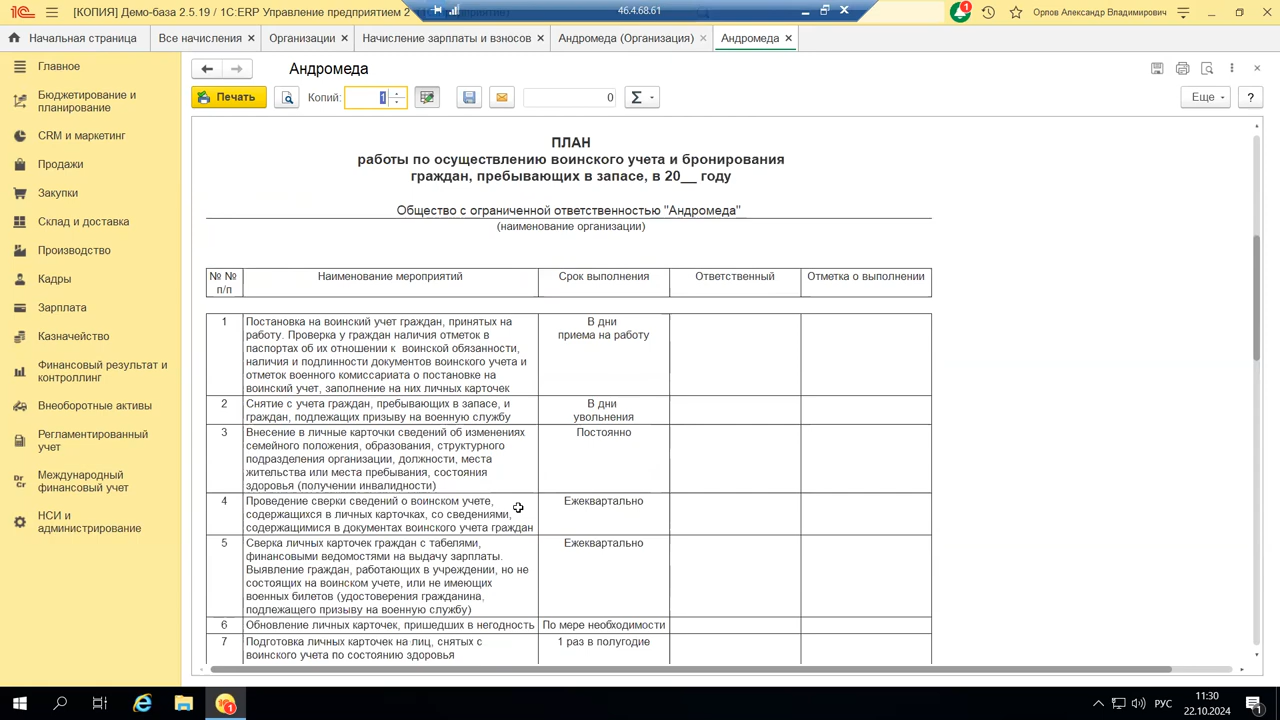 [КОПИЯ] Демо-база 2.5.19 / 1С:ERP Управление предприятием 2
46.4.68.61
1
Орлов Александр Владимирович
Начальная страница
Все начисления
Организации
Начисление зарплаты и взносов
Андромеда (Организация)
Андромеда
Главное
Бюджетирование и
планирование
CRM и маркетинг
Продажи
Закупки
Склад и доставка
Производство
Кадры
Зарплата
Казначейство
Финансовый результат и
контроллинг
Внеоборотные активы
Регламентированный
учет
Международный
финансовый учет
НСИ и
администрирование
Андромеда
Печать
Копий:
1
0
Σ
Еще
?
ПЛАН
работы по осуществлению воинского учета и бронирования
граждан, пребывающих в запасе, в 20__ году
Общество с ограниченной ответственностью "Андромеда"
(наименование организации)
№ № Наименование мероприятий Срок выполнения Ответственный Отметка о выполнении
п/п
1 Постановка на воинский учет граждан, принятых на В дни
работу. Проверка у граждан наличия отметок в приема на работу
паспортах об их отношении к воинской обязанности,
наличия и подлинности документов воинского учета и
отметок военного комиссариата о постановке на
воинский учет, заполнение на них личных карточек
2 Снятие с учета граждан, пребывающих в запасе, и В дни
граждан, подлежащих призыву на военную службу увольнения
3 Внесение в личные карточки сведений об изменениях Постоянно
семейного положения, образования, структурного
подразделения организации, должности, места
жительства или места пребывания, состояния
здоровья (получении инвалидности)
4 Проведение сверки сведений о воинском учете, Ежеквартально
содержащихся в личных карточках, со сведениями,
содержащимися в документах воинского учета граждан
5 Сверка личных карточек граждан с табелями, Ежеквартально
финансовыми ведомостями на выдачу зарплаты.
Выявление граждан, работающих в учреждении, но не
состоящих на воинском учете, или не имеющих
военных билетов (удостоверения гражданина,
подлежащего призыву на военную службу)
6 Обновление личных карточек, пришедших в негодность По мере необходимости
7 Подготовка личных карточек на лиц, снятых с 1 раз в полугодие
воинского учета по состоянию здоровья
РУС
11:30
22.10.2024
1